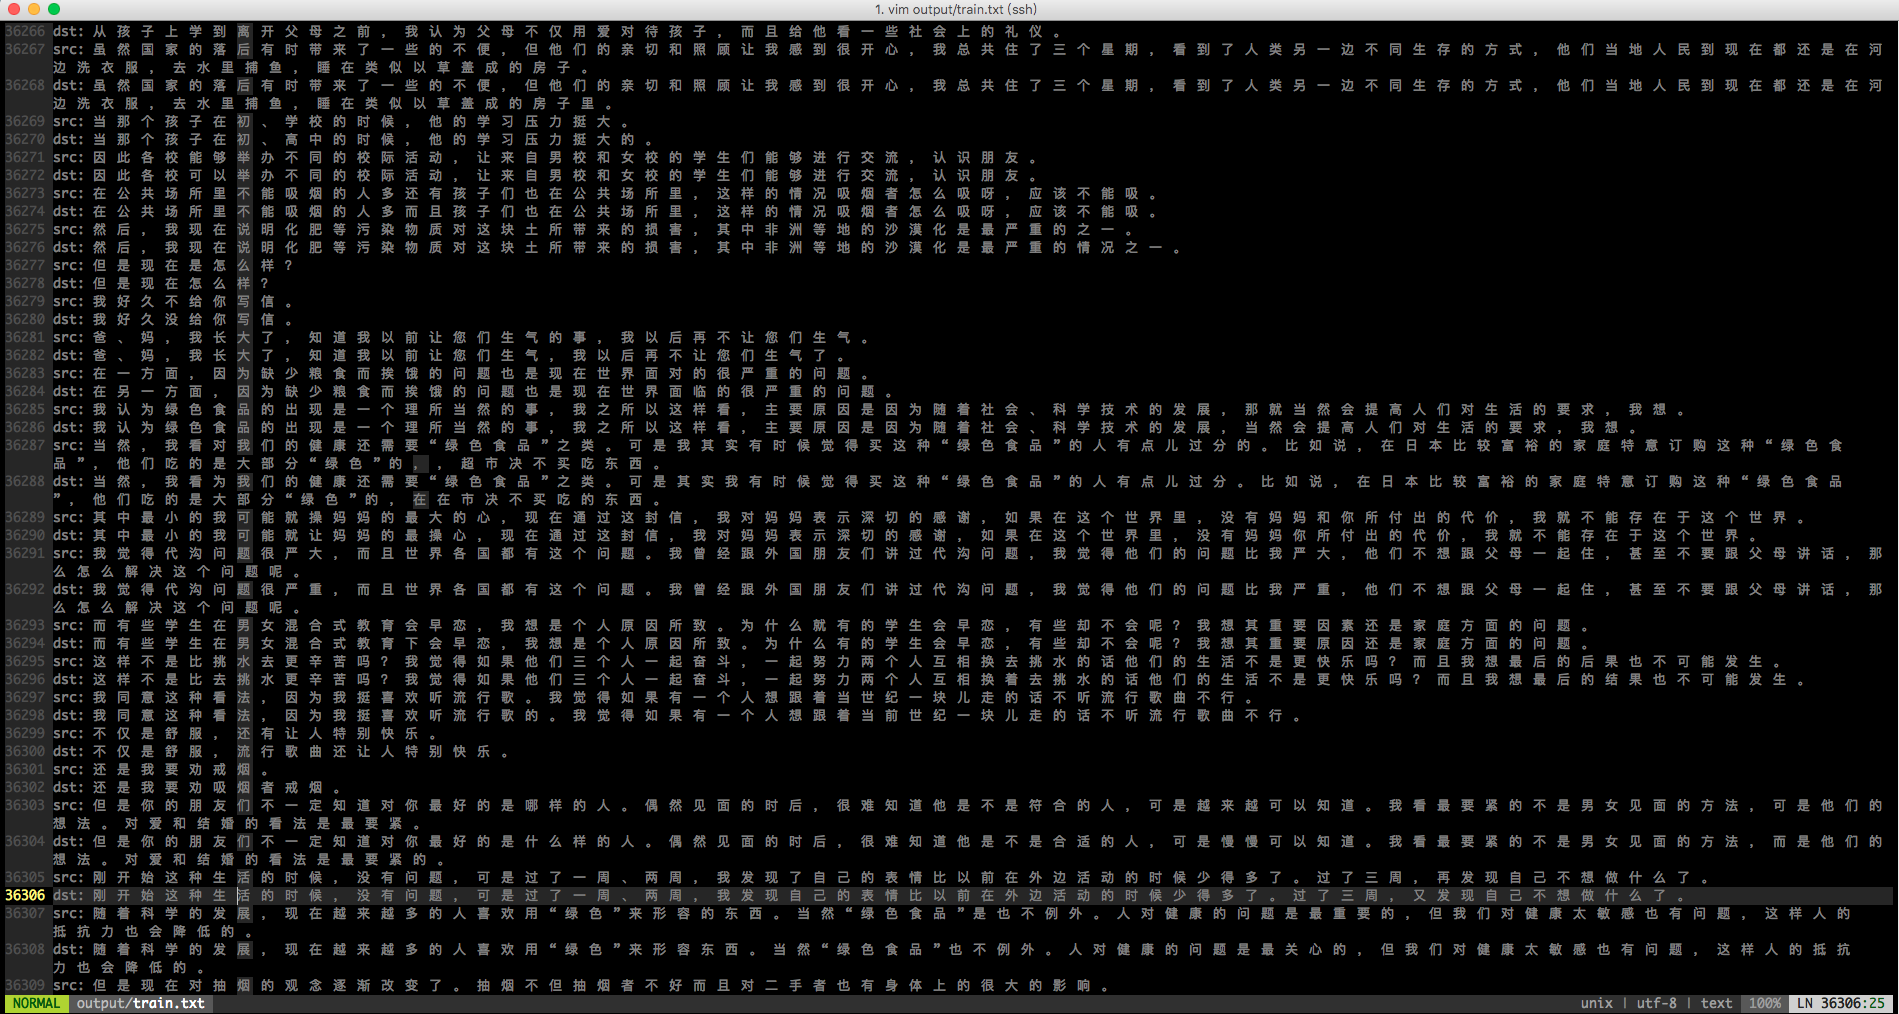 1. vim output/train.txt (ssh)
36266 dst: 从 孩 子 上 学 到 离 开 父 母 之 前 , 我 认 为 父 母 不 仅 用 爱 对 待 孩 子 , 而 且 给 他 看 一 些 社 会 上 的 礼 仪 。
36267 src: 虽 然 国 家 的 落 后 有 时 带 来 了 一 些 的 不 便 , 但 他 们 的 亲 切 和 照 顾 让 我 感 到 很 开 心 , 我 总 共 住 了 三 个 星 期 , 看 到 了 人 类 另 一 边 不 同 生 存 的 方 式 , 他 们 当 地 人 民 到 现 在 都 还 是 在 河
边 洗 衣 服 , 去 水 里 捕 鱼 , 睡 在 类 似 以 草 盖 成 的 房 子 。
36268 dst: 虽 然 国 家 的 落 后 有 时 带 来 了 一 些 的 不 便 , 但 他 们 的 亲 切 和 照 顾 让 我 感 到 很 开 心 , 我 总 共 住 了 三 个 星 期 , 看 到 了 人 类 另 一 边 不 同 生 存 的 方 式 , 他 们 当 地 人 民 到 现 在 都 还 是 在 河
边 洗 衣 服 , 去 水 里 捕 鱼 , 睡 在 类 似 以 草 盖 成 的 房 子 里 。
36269 src: 当 那 个 孩 子 在 初 、 学 校 的 时 候 , 他 的 学 习 压 力 挺 大 。
36270 dst: 当 那 个 孩 子 在 初 、 高 中 的 时 候 , 他 的 学 习 压 力 挺 大 的 。
36271 src: 因 此 各 校 能 够 举 办 不 同 的 校 际 活 动 , 让 来 自 男 校 和 女 校 的 学 生 们 能 够 进 行 交 流 , 认 识 朋 友 。
36272 dst: 因 此 各 校 可 以 举 办 不 同 的 校 际 活 动 , 让 来 自 男 校 和 女 校 的 学 生 们 能 够 进 行 交 流 , 认 识 朋 友 。
36273 src: 在 公 共 场 所 里 不 能 吸 烟 的 人 多 还 有 孩 子 们 也 在 公 共 场 所 里 , 这 样 的 情 况 吸 烟 者 怎 么 吸 呀 , 应 该 不 能 吸 。
36274 dst: 在 公 共 场 所 里 不 能 吸 烟 的 人 多 而 且 孩 子 们 也 在 公 共 场 所 里 , 这 样 的 情 况 吸 烟 者 怎 么 吸 呀 , 应 该 不 能 吸 。
36275 src: 然 后 , 我 现 在 说 明 化 肥 等 污 染 物 质 对 这 块 土 所 带 来 的 损 害 , 其 中 非 洲 等 地 的 沙 漠 化 是 最 严 重 的 之 一 。
36276 dst: 然 后 , 我 现 在 说 明 化 肥 等 污 染 物 质 对 这 块 土 所 带 来 的 损 害 , 其 中 非 洲 等 地 的 沙 漠 化 是 最 严 重 的 情 况 之 一 。
36277 src: 但 是 现 在 是 怎 么 样 ?
36278 dst: 但 是 现 在 怎 么 样 ?
36279 src: 我 好 久 不 给 你 写 信 。
36280 dst: 我 好 久 没 给 你 写 信 。
36281 src: 爸 、 妈 , 我 长 大 了 , 知 道 我 以 前 让 您 们 生 气 的 事 , 我 以 后 再 不 让 您 们 生 气 。
36282 dst: 爸 、 妈 , 我 长 大 了 , 知 道 我 以 前 让 您 们 生 气 , 我 以 后 再 不 让 您 们 生 气 了 。
36283 src: 在 一 方 面 , 因 为 缺 少 粮 食 而 挨 饿 的 问 题 也 是 现 在 世 界 面 对 的 很 严 重 的 问 题 。
36284 dst: 在 另 一 方 面 , 因 为 缺 少 粮 食 而 挨 饿 的 问 题 也 是 现 在 世 界 面 临 的 很 严 重 的 问 题 。
36285 src: 我 认 为 绿 色 食 品 的 出 现 是 一 个 理 所 当 然 的 事 , 我 之 所 以 这 样 看 , 主 要 原 因 是 因 为 随 着 社 会 、 科 学 技 术 的 发 展 , 那 就 当 然 会 提 高 人 们 对 生 活 的 要 求 , 我 想 。
36286 dst: 我 认 为 绿 色 食 品 的 出 现 是 一 个 理 所 当 然 的 事 , 我 之 所 以 这 样 看 , 主 要 原 因 是 因 为 随 着 社 会 、 科 学 技 术 的 发 展 , 当 然 会 提 高 人 们 对 生 活 的 要 求 , 我 想 。
36287 src: 当 然 , 我 看 对 我 们 的 健 康 还 需 要 “ 绿 色 食 品 ” 之 类 。 可 是 我 其 实 有 时 候 觉 得 买 这 种 “ 绿 色 食 品 ” 的 人 有 点 儿 过 分 的 。 比 如 说 , 在 日 本 比 较 富 裕 的 家 庭 特 意 订 购 这 种 “ 绿 色 食
品 ” , 他 们 吃 的 是 大 部 分 “ 绿 色 ” 的 , , 超 市 决 不 买 吃 东 西 。
36288 dst: 当 然 , 我 看 为 我 们 的 健 康 还 需 要 “ 绿 色 食 品 ” 之 类 。 可 是 其 实 我 有 时 候 觉 得 买 这 种 “ 绿 色 食 品 ” 的 人 有 点 儿 过 分 。 比 如 说 , 在 日 本 比 较 富 裕 的 家 庭 特 意 订 购 这 种 “ 绿 色 食 品
” , 他 们 吃 的 是 大 部 分 “ 绿 色 ” 的 , 在 在 市 决 不 买 吃 的 东 西 。
36289 src: 其 中 最 小 的 我 可 能 就 操 妈 妈 的 最 大 的 心 , 现 在 通 过 这 封 信 , 我 对 妈 妈 表 示 深 切 的 感 谢 , 如 果 在 这 个 世 界 里 , 没 有 妈 妈 和 你 所 付 出 的 代 价 , 我 就 不 能 存 在 于 这 个 世 界 。
36290 dst: 其 中 最 小 的 我 可 能 就 让 妈 妈 的 最 操 心 , 现 在 通 过 这 封 信 , 我 对 妈 妈 表 示 深 切 的 感 谢 , 如 果 在 这 个 世 界 里 , 没 有 妈 妈 你 所 付 出 的 代 价 , 我 就 不 能 存 在 于 这 个 世 界 。
36291 src: 我 觉 得 代 沟 问 题 很 严 大 , 而 且 世 界 各 国 都 有 这 个 问 题 。 我 曾 经 跟 外 国 朋 友 们 讲 过 代 沟 问 题 , 我 觉 得 他 们 的 问 题 比 我 严 大 , 他 们 不 想 跟 父 母 一 起 住 , 甚 至 不 要 跟 父 母 讲 话 , 那
么 怎 么 解 决 这 个 问 题 呢 。
36292 dst: 我 觉 得 代 沟 问 题 很 严 重 , 而 且 世 界 各 国 都 有 这 个 问 题 。 我 曾 经 跟 外 国 朋 友 们 讲 过 代 沟 问 题 , 我 觉 得 他 们 的 问 题 比 我 严 重 , 他 们 不 想 跟 父 母 一 起 住 , 甚 至 不 要 跟 父 母 讲 话 , 那
么 怎 么 解 决 这 个 问 题 呢 。
36293 src: 而 有 些 学 生 在 男 女 混 合 式 教 育 会 早 恋 , 我 想 是 个 人 原 因 所 致 。 为 什 么 就 有 的 学 生 会 早 恋 , 有 些 却 不 会 呢 ? 我 想 其 重 要 因 素 还 是 家 庭 方 面 的 问 题 。
36294 dst: 而 有 些 学 生 在 男 女 混 合 式 教 育 下 会 早 恋 , 我 想 是 个 人 原 因 所 致 。 为 什 么 有 的 学 生 会 早 恋 , 有 些 却 不 会 呢 ? 我 想 其 重 要 原 因 还 是 家 庭 方 面 的 问 题 。
36295 src: 这 样 不 是 比 挑 水 去 更 辛 苦 吗 ? 我 觉 得 如 果 他 们 三 个 人 一 起 奋 斗 , 一 起 努 力 两 个 人 互 相 换 去 挑 水 的 话 他 们 的 生 活 不 是 更 快 乐 吗 ? 而 且 我 想 最 后 的 后 果 也 不 可 能 发 生 。
36296 dst: 这 样 不 是 比 去 挑 水 更 辛 苦 吗 ? 我 觉 得 如 果 他 们 三 个 人 一 起 奋 斗 , 一 起 努 力 两 个 人 互 相 换 着 去 挑 水 的 话 他 们 的 生 活 不 是 更 快 乐 吗 ? 而 且 我 想 最 后 的 结 果 也 不 可 能 发 生 。
36297 src: 我 同 意 这 种 看 法 , 因 为 我 挺 喜 欢 听 流 行 歌 。 我 觉 得 如 果 有 一 个 人 想 跟 着 当 世 纪 一 块 儿 走 的 话 不 听 流 行 歌 曲 不 行 。
36298 dst: 我 同 意 这 种 看 法 , 因 为 我 挺 喜 欢 听 流 行 歌 的 。 我 觉 得 如 果 有 一 个 人 想 跟 着 当 前 世 纪 一 块 儿 走 的 话 不 听 流 行 歌 曲 不 行 。
36299 src: 不 仅 是 舒 服 , 还 有 让 人 特 别 快 乐 。
36300 dst: 不 仅 是 舒 服 , 流 行 歌 曲 还 让 人 特 别 快 乐 。
36301 src: 还 是 我 要 劝 戒 烟 。
36302 dst: 还 是 我 要 劝 吸 烟 者 戒 烟 。
36303 src: 但 是 你 的 朋 友 们 不 一 定 知 道 对 你 最 好 的 是 哪 样 的 人 。 偶 然 见 面 的 时 后 , 很 难 知 道 他 是 不 是 符 合 的 人 , 可 是 越 来 越 可 以 知 道 。 我 看 最 要 紧 的 不 是 男 女 见 面 的 方 法 , 可 是 他 们 的
想 法 。 对 爱 和 结 婚 的 看 法 是 最 要 紧 。
36304 dst: 但 是 你 的 朋 友 们 不 一 定 知 道 对 你 最 好 的 是 什 么 样 的 人 。 偶 然 见 面 的 时 后 , 很 难 知 道 他 是 不 是 合 适 的 人 , 可 是 慢 慢 可 以 知 道 。 我 看 最 要 紧 的 不 是 男 女 见 面 的 方 法 , 而 是 他 们 的
想 法 。 对 爱 和 结 婚 的 看 法 是 最 要 紧 的 。
36305 src: 刚 开 始 这 种 生 活 的 时 候 , 没 有 问 题 , 可 是 过 了 一 周 、 两 周 , 我 发 现 了 自 己 的 表 情 比 以 前 在 外 边 活 动 的 时 候 少 得 多 了 。 过 了 三 周 , 再 发 现 自 己 不 想 做 什 么 了 。
36306 dst: 刚 开 始 这 种 生 活 的 时 候 , 没 有 问 题 , 可 是 过 了 一 周 、 两 周 , 我 发 现 自 己 的 表 情 比 以 前 在 外 边 活 动 的 时 候 少 得 多 了 。 过 了 三 周 , 又 发 现 自 己 不 想 做 什 么 了 。
36307 src: 随 着 科 学 的 发 展 , 现 在 越 来 越 多 的 人 喜 欢 用 “ 绿 色 ” 来 形 容 的 东 西 。 当 然 “ 绿 色 食 品 ” 是 也 不 例 外 。 人 对 健 康 的 问 题 是 最 重 要 的 , 但 我 们 对 健 康 太 敏 感 也 有 问 题 , 这 样 人 的
抵 抗 力 也 会 降 低 的 。
36308 dst: 随 着 科 学 的 发 展 , 现 在 越 来 越 多 的 人 喜 欢 用 “ 绿 色 ” 来 形 容 东 西 。 当 然 “ 绿 色 食 品 ” 也 不 例 外 。 人 对 健 康 的 问 题 是 最 关 心 的 , 但 我 们 对 健 康 太 敏 感 也 有 问 题 , 这 样 人 的 抵 抗
力 也 会 降 低 的 。
36309 src: 但 是 现 在 对 抽 烟 的 观 念 逐 渐 改 变 了 。 抽 烟 不 但 抽 烟 者 不 好 而 且 对 二 手 者 也 有 身 体 上 的 很 大 的 影 响 。
NORMAL output/train.txt unix | utf-8 | text 100% LN 36306:25